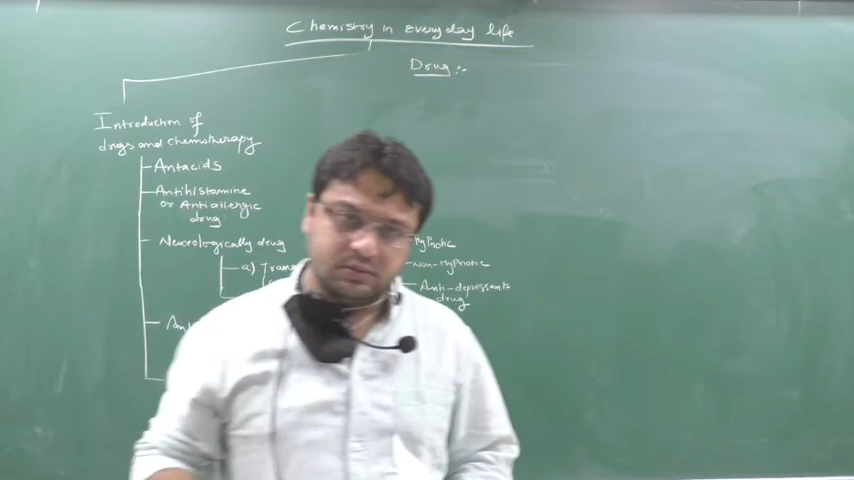 Chemistry in everyday life
Drug :-
Introduction of
drugs and chemotherapy
Antacids
Antihistamine
or Antiallergic
drug
Neurologically drug
a)
Hypnotic
non-Hypnotic
Anti-depressants
drug